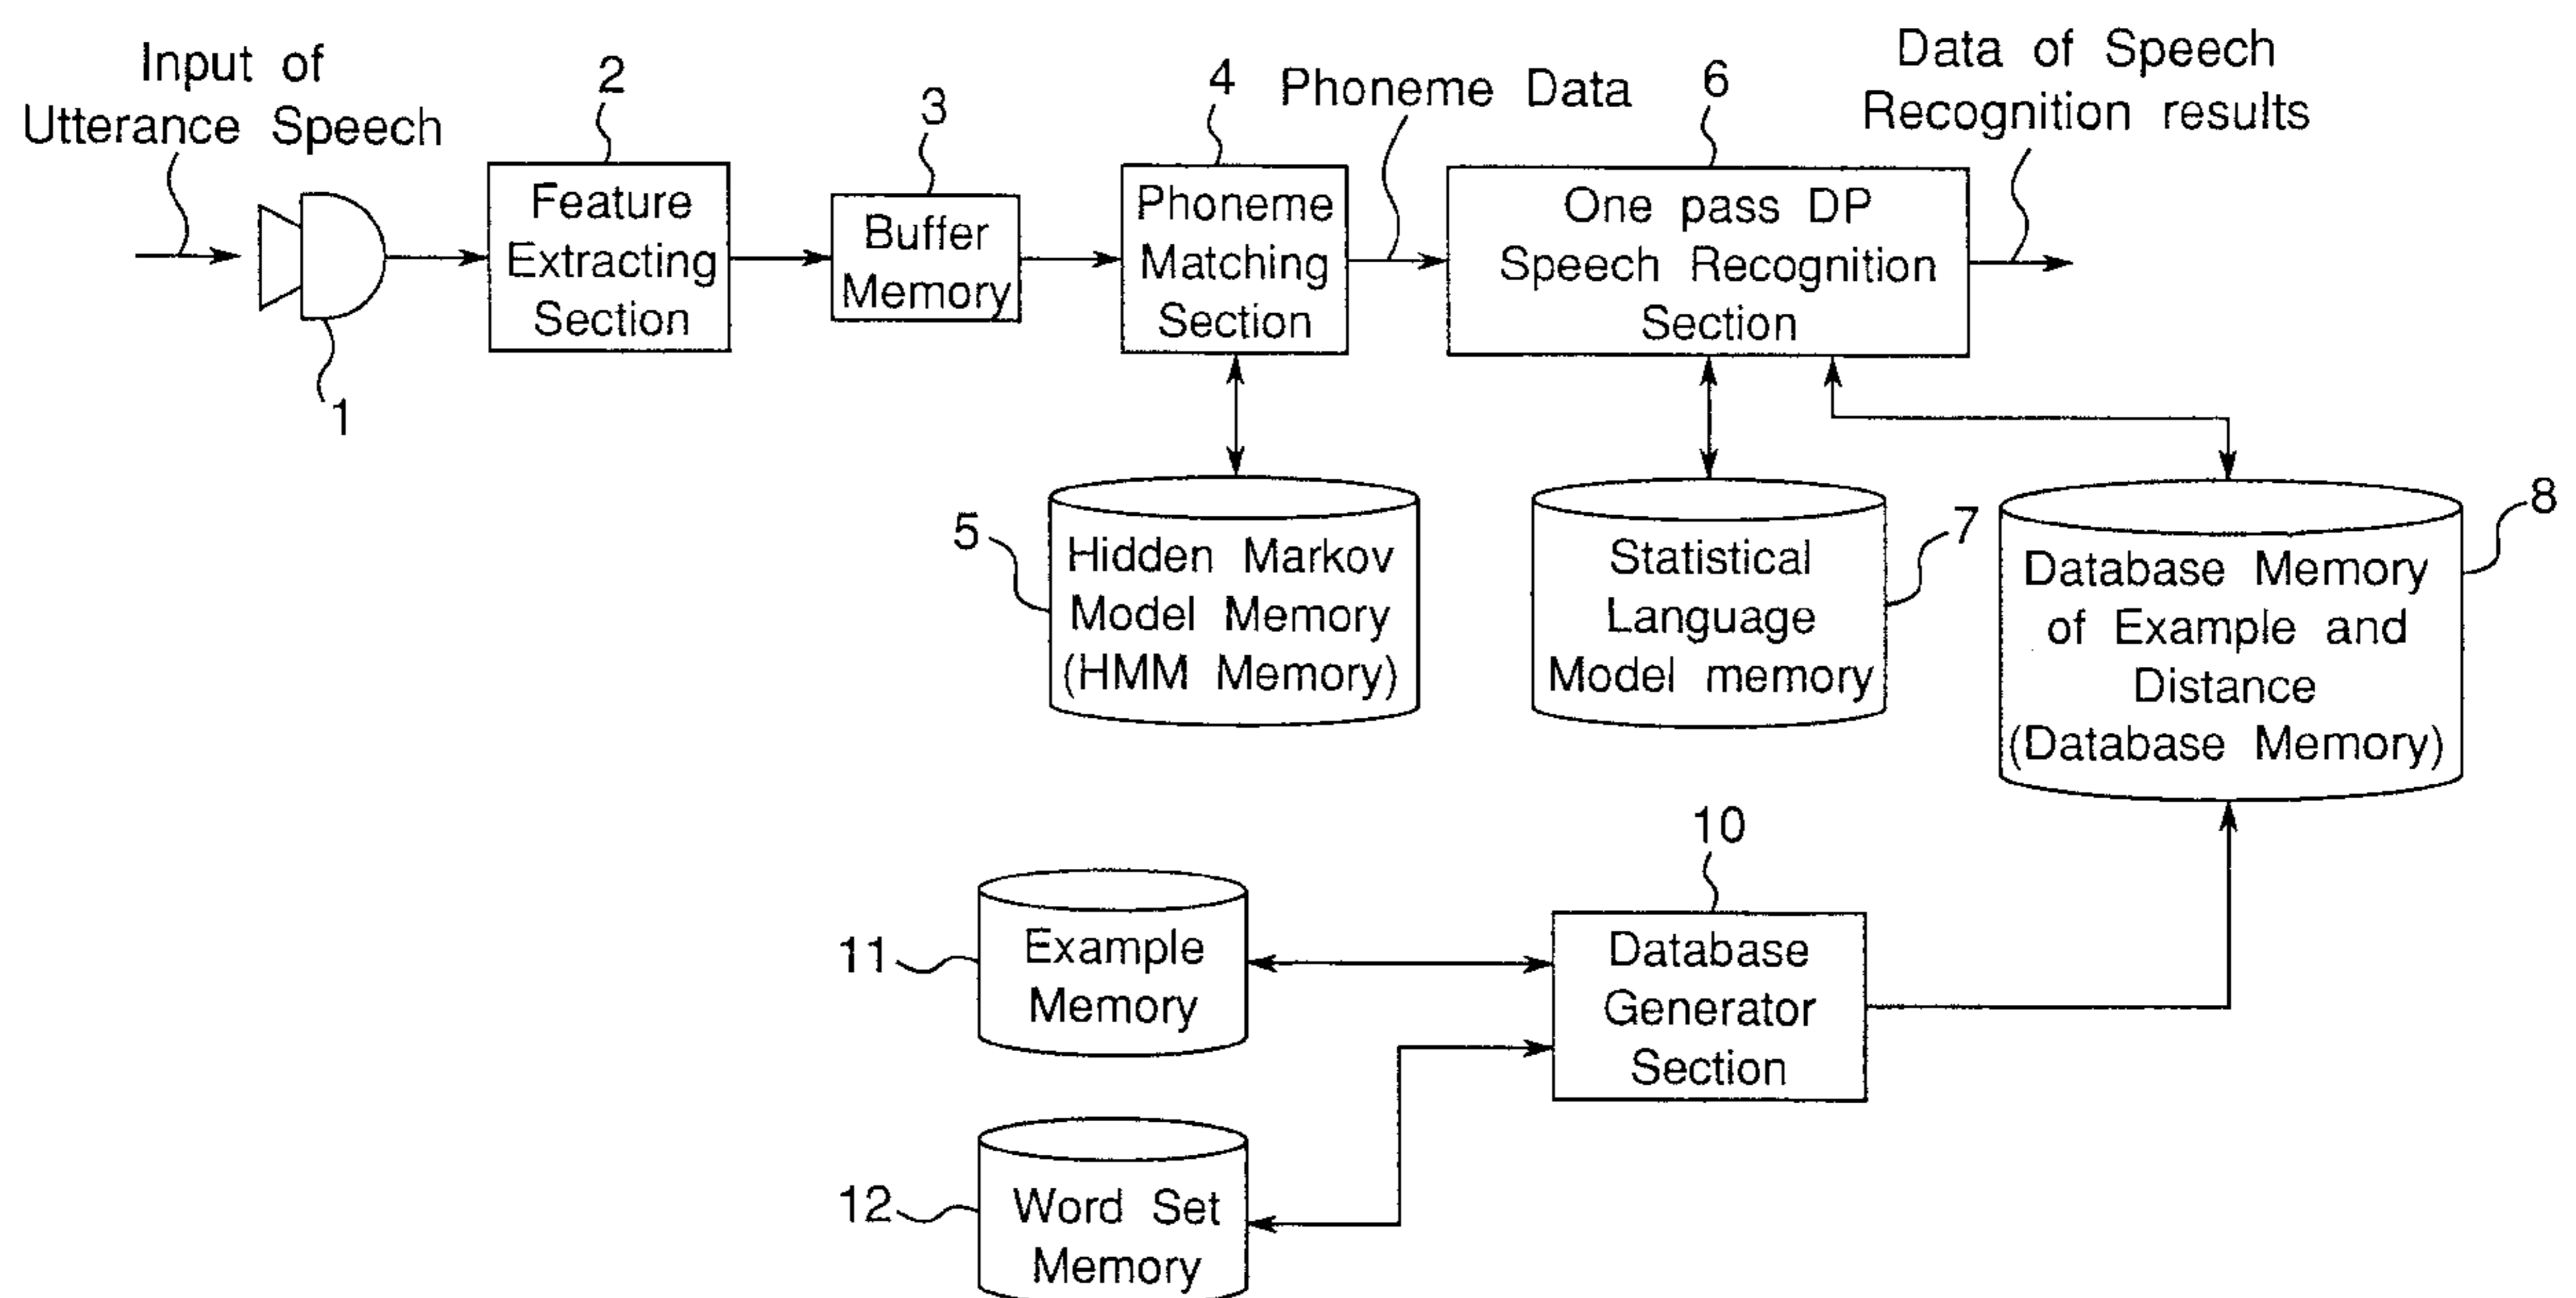 Input of
Utterance Speech
1
2
Feature
Extracting
Section
3
Buffer
Memory
4
Phoneme
Matching
Section
Phoneme Data
6
One pass DP
Speech Recognition
Section
Data of Speech
Recognition results
5
Hidden Markov
Model Memory
(HMM Memory)
7
Statistical
Language
Model memory
8
Database Memory
of Example and
Distance
(Database Memory)
10
Database
Generator
Section
11
Example
Memory
12
Word Set
Memory